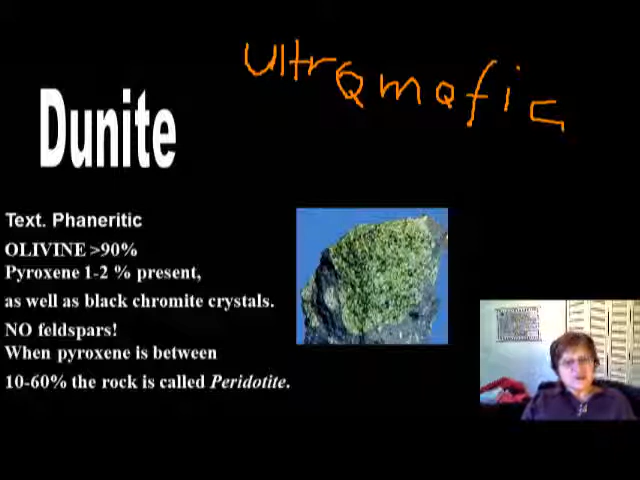 ultramafic
Dunite
Text. Phaneritic
OLIVINE >90%
Pyroxene 1-2 % present,
as well as black chromite crystals.
NO feldspars!
When pyroxene is between
10-60% the rock is called Peridotite.